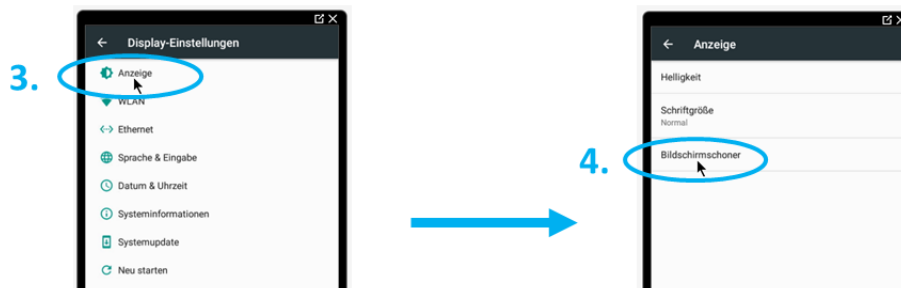 Display-Einstellungen
3.
Anzeige
WLAN
Ethernet
Sprache & Eingabe
Datum & Uhrzeit
Systeminformationen
Systemupdate
Neu starten
Anzeige
Helligkeit
Schriftgröße
Normal
4.
Bildschirmschoner